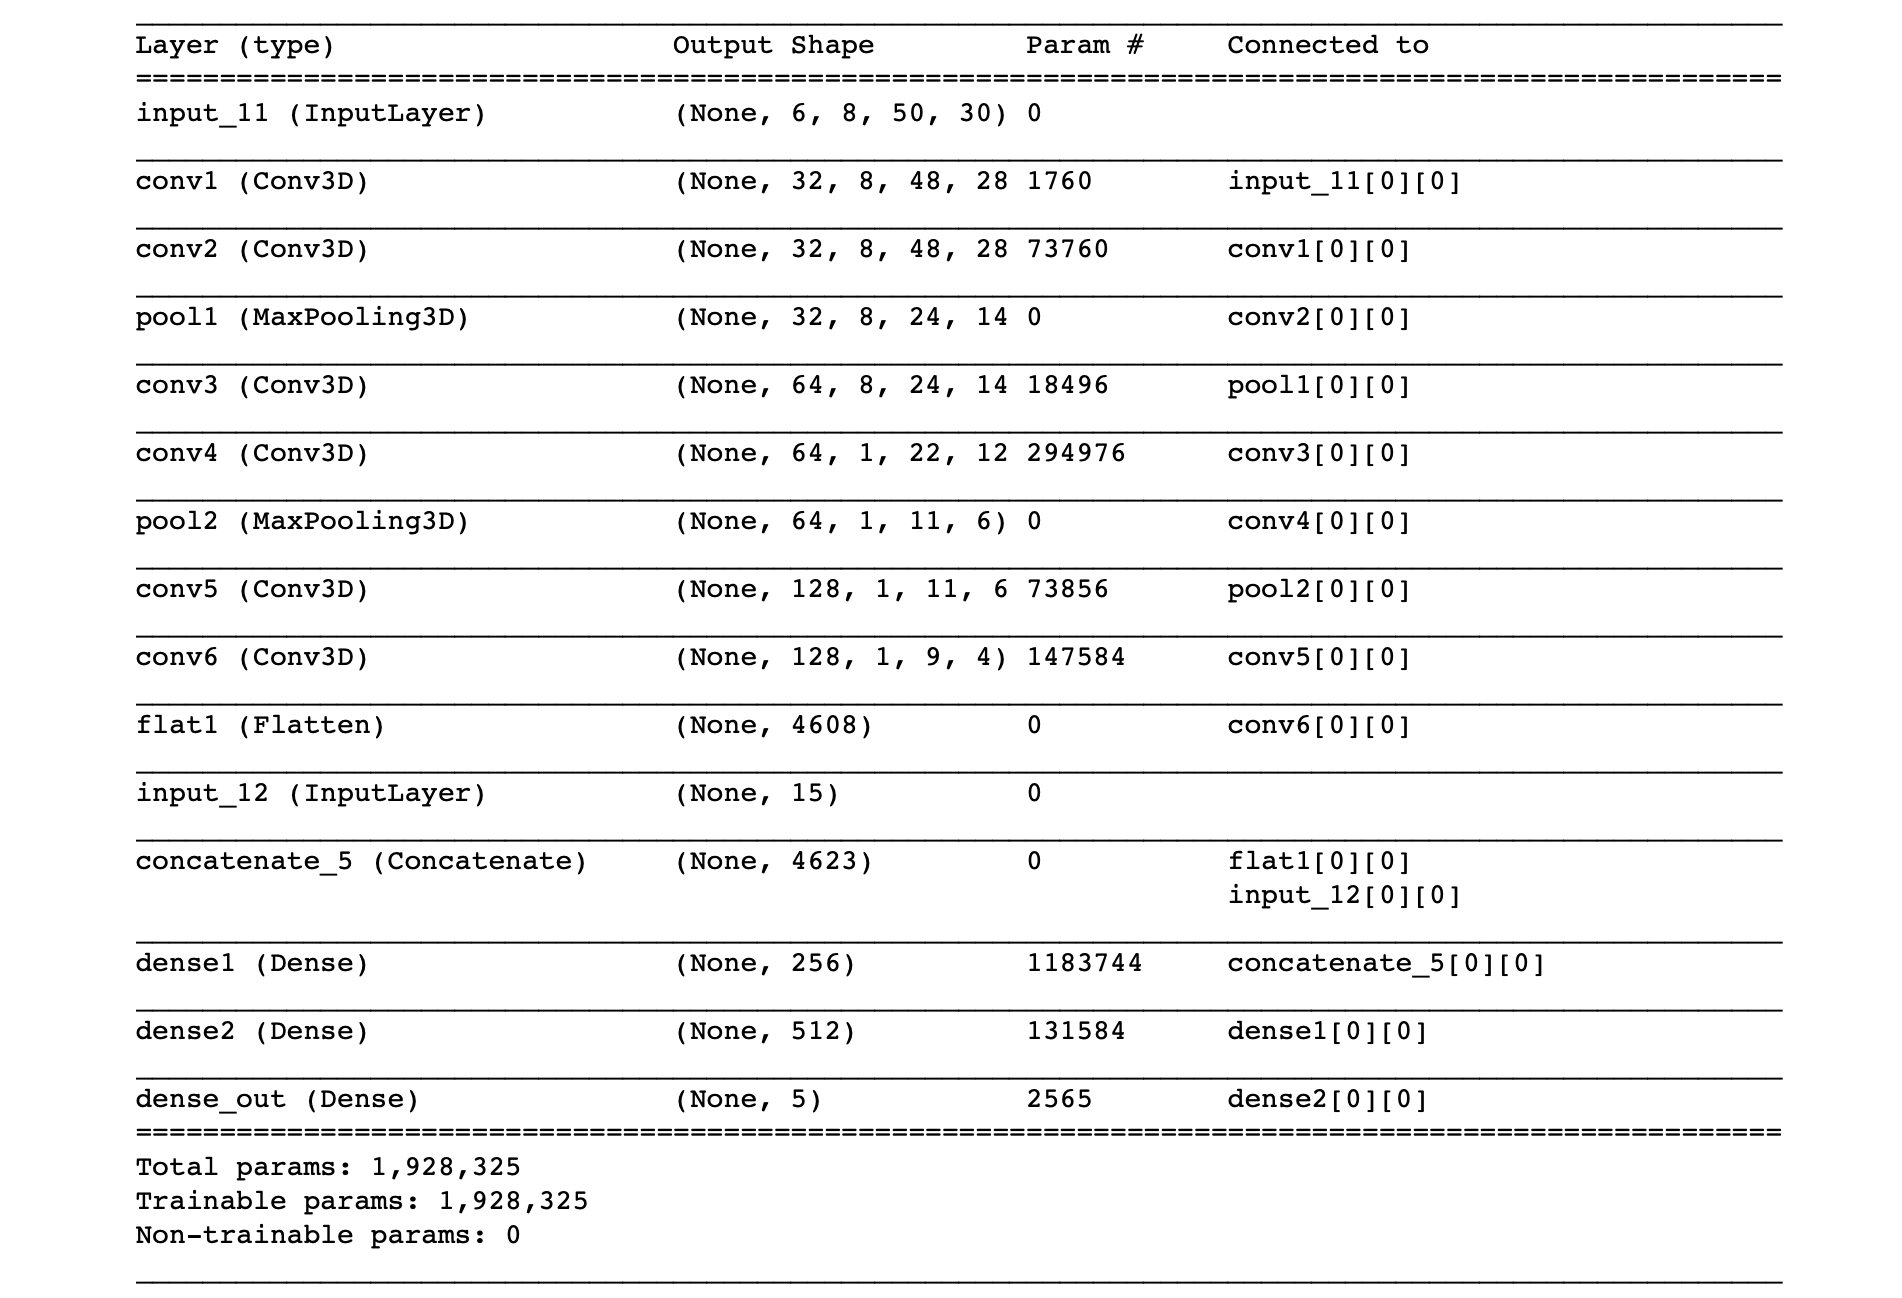 Layer (type) Output Shape Param # Connected to
==================================================================================================
input_11 (InputLayer) (None, 6, 8, 50, 30) 0
conv1 (Conv3D) (None, 32, 8, 48, 28 1760 input_11[0][0]
conv2 (Conv3D) (None, 32, 8, 48, 28 73760 conv1[0][0]
pool1 (MaxPooling3D) (None, 32, 8, 24, 14 0 conv2[0][0]
conv3 (Conv3D) (None, 64, 8, 24, 14 18496 pool1[0][0]
conv4 (Conv3D) (None, 64, 1, 22, 12 294976 conv3[0][0]
pool2 (MaxPooling3D) (None, 64, 1, 11, 6) 0 conv4[0][0]
conv5 (Conv3D) (None, 128, 1, 11, 6 73856 pool2[0][0]
conv6 (Conv3D) (None, 128, 1, 9, 4) 147584 conv5[0][0]
flat1 (Flatten) (None, 4608) 0 conv6[0][0]
input_12 (InputLayer) (None, 15) 0
concatenate_5 (Concatenate) (None, 4623) 0 flat1[0][0]
input_12[0][0]
dense1 (Dense) (None, 256) 1183744 concatenate_5[0][0]
dense2 (Dense) (None, 512) 131584 dense1[0][0]
dense_out (Dense) (None, 5) 2565 dense2[0][0]
==================================================================================================
Total params: 1,928,325
Trainable params: 1,928,325
Non-trainable params: 0